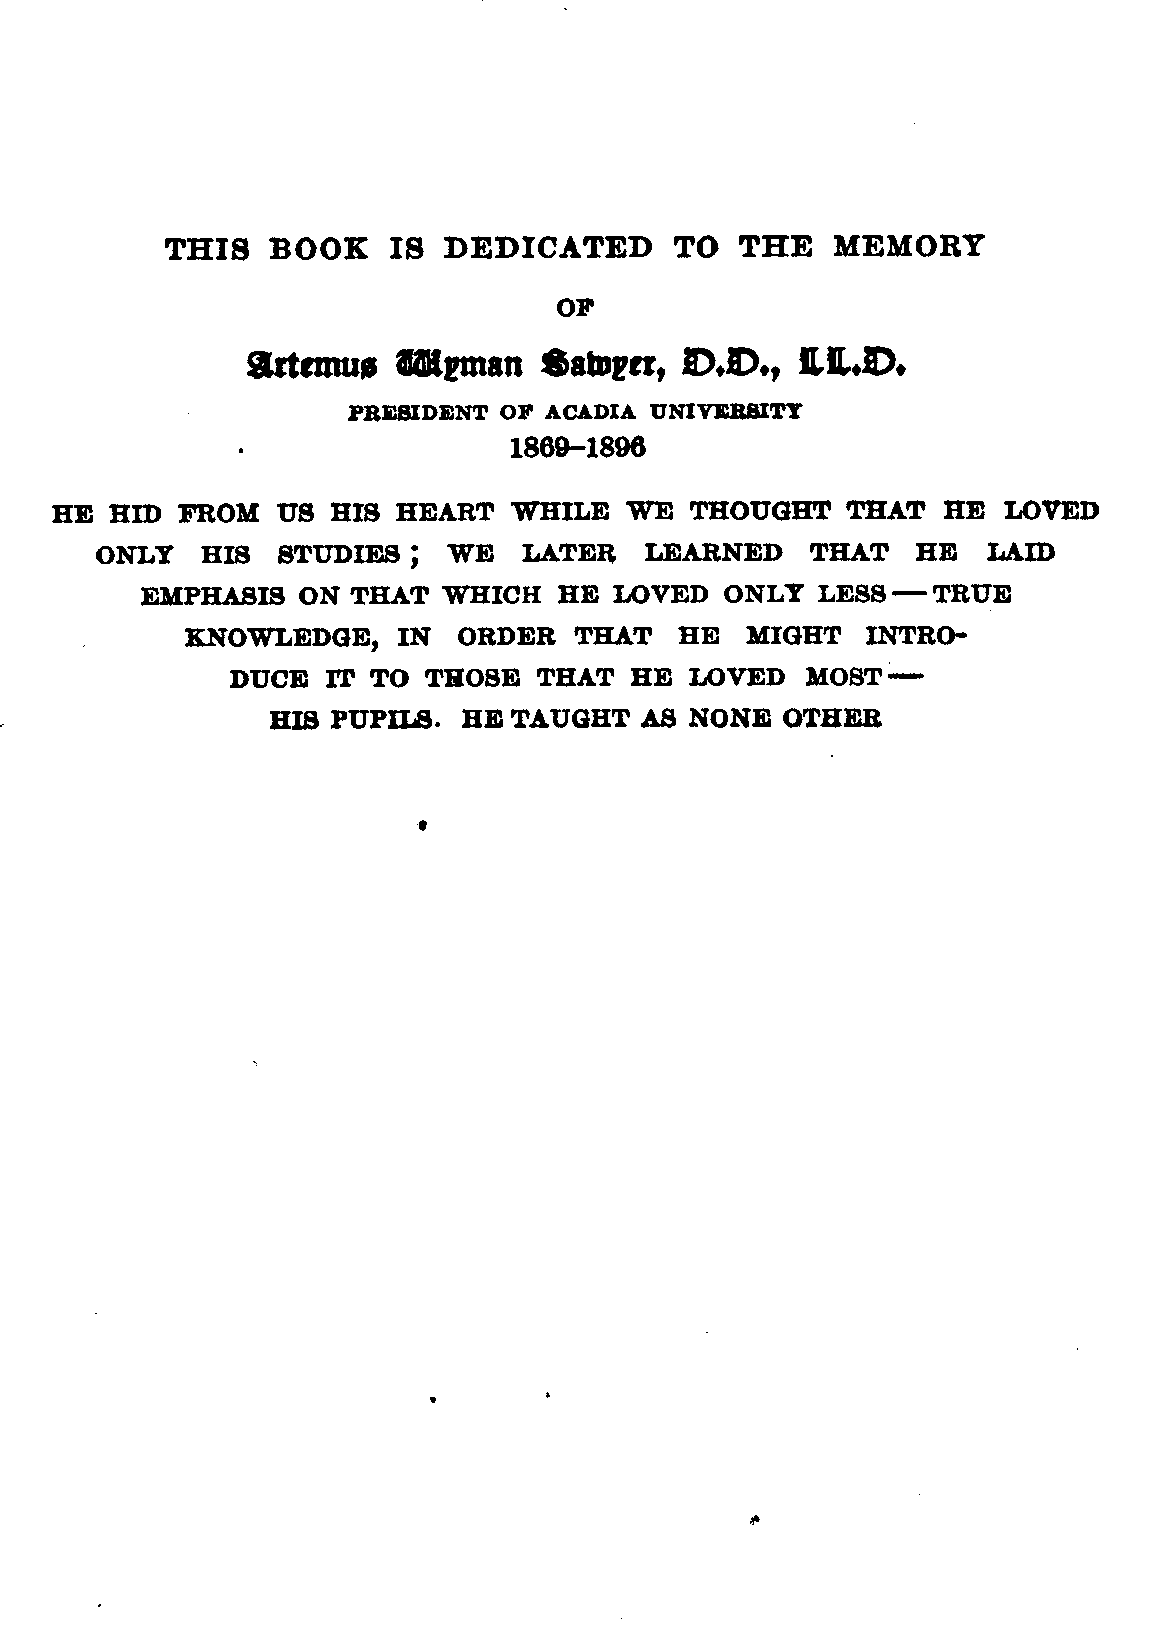 THIS BOOK IS DEDICATED TO THE MEMORY
OF
Artemus Wyman Sawyer, D.D., LL.D.
PRESIDENT OF ACADIA UNIVERSITY
1869–1896
HE HID FROM US HIS HEART WHILE WE THOUGHT THAT HE LOVED
ONLY HIS STUDIES; WE LATER LEARNED THAT HE LAID
EMPHASIS ON THAT WHICH HE LOVED ONLY LESS—TRUE
KNOWLEDGE, IN ORDER THAT HE MIGHT INTRO-
DUCE IT TO THOSE THAT HE LOVED MOST—
HIS PUPILS. HE TAUGHT AS NONE OTHER